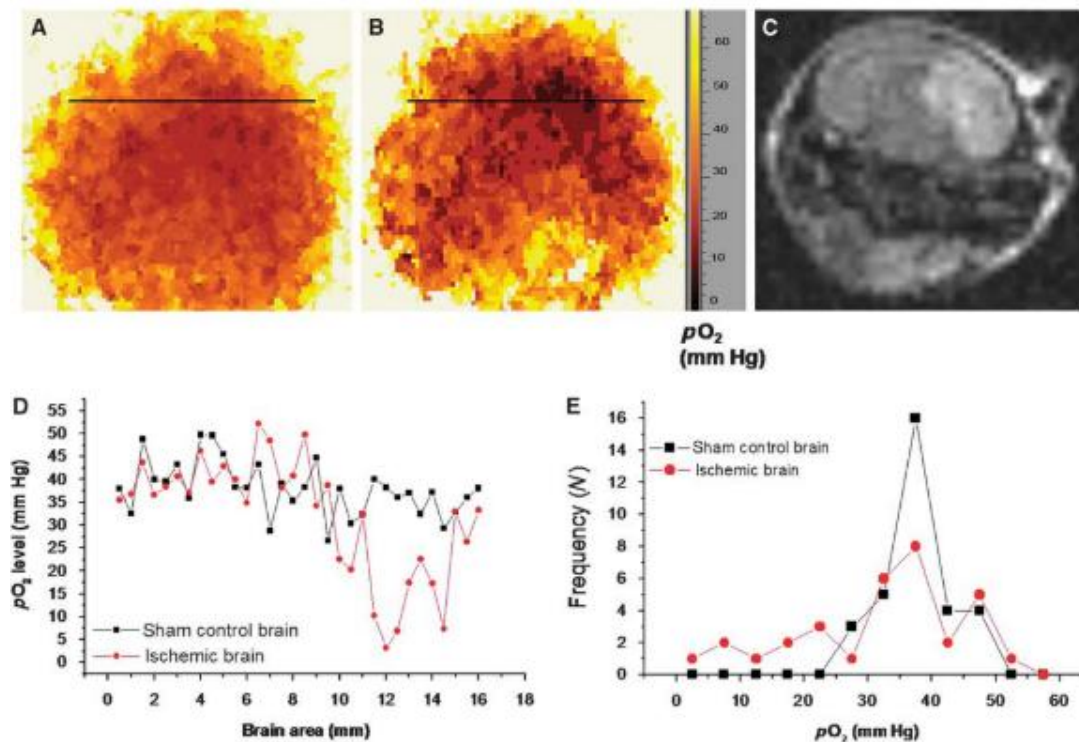 A
B
C
60
50
40
30
20
10
0
pO₂
(mm Hg)
D
pO₂ level (mm Hg)
55
50
45
40
35
30
25
20
15
10
5
0
Sham control brain
Ischemic brain
0 2 4 6 8 10 12 14 16 18
Brain area (mm)
E
Frequency (N)
16
14
12
10
8
6
4
2
0
Sham control brain
Ischemic brain
0 10 20 30 40 50 60
pO₂ (mm Hg)